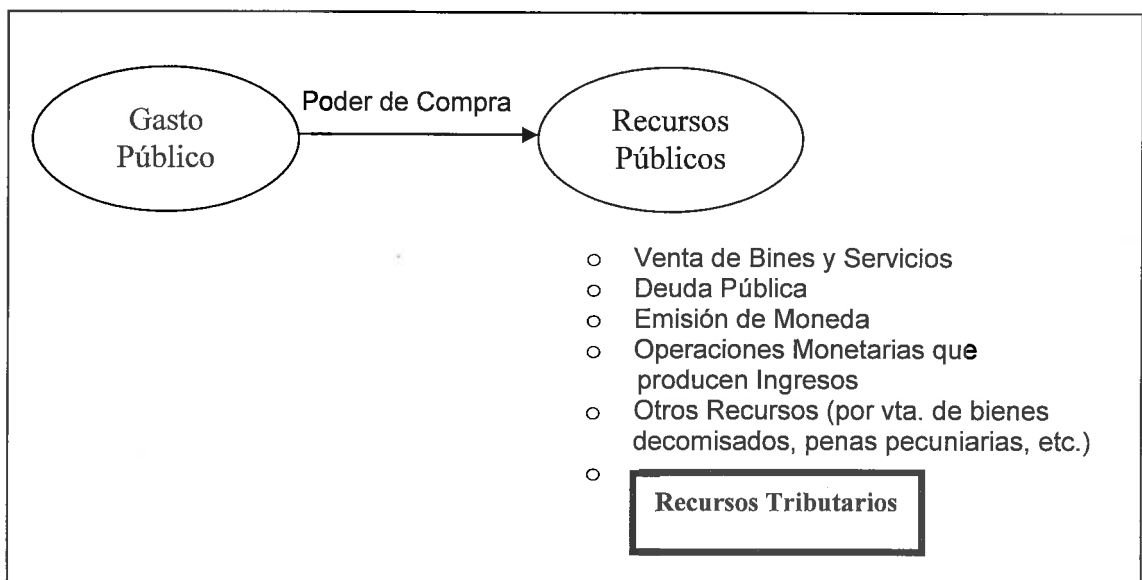 Gasto
Público
Poder de Compra
Recursos
Públicos
o Venta de Bines y Servicios
o Deuda Pública
o Emisión de Moneda
o Operaciones Monetarias que
producen Ingresos
o Otros Recursos (por vta. de bienes
decomisados, penas pecuniarias, etc.)
o
Recursos Tributarios